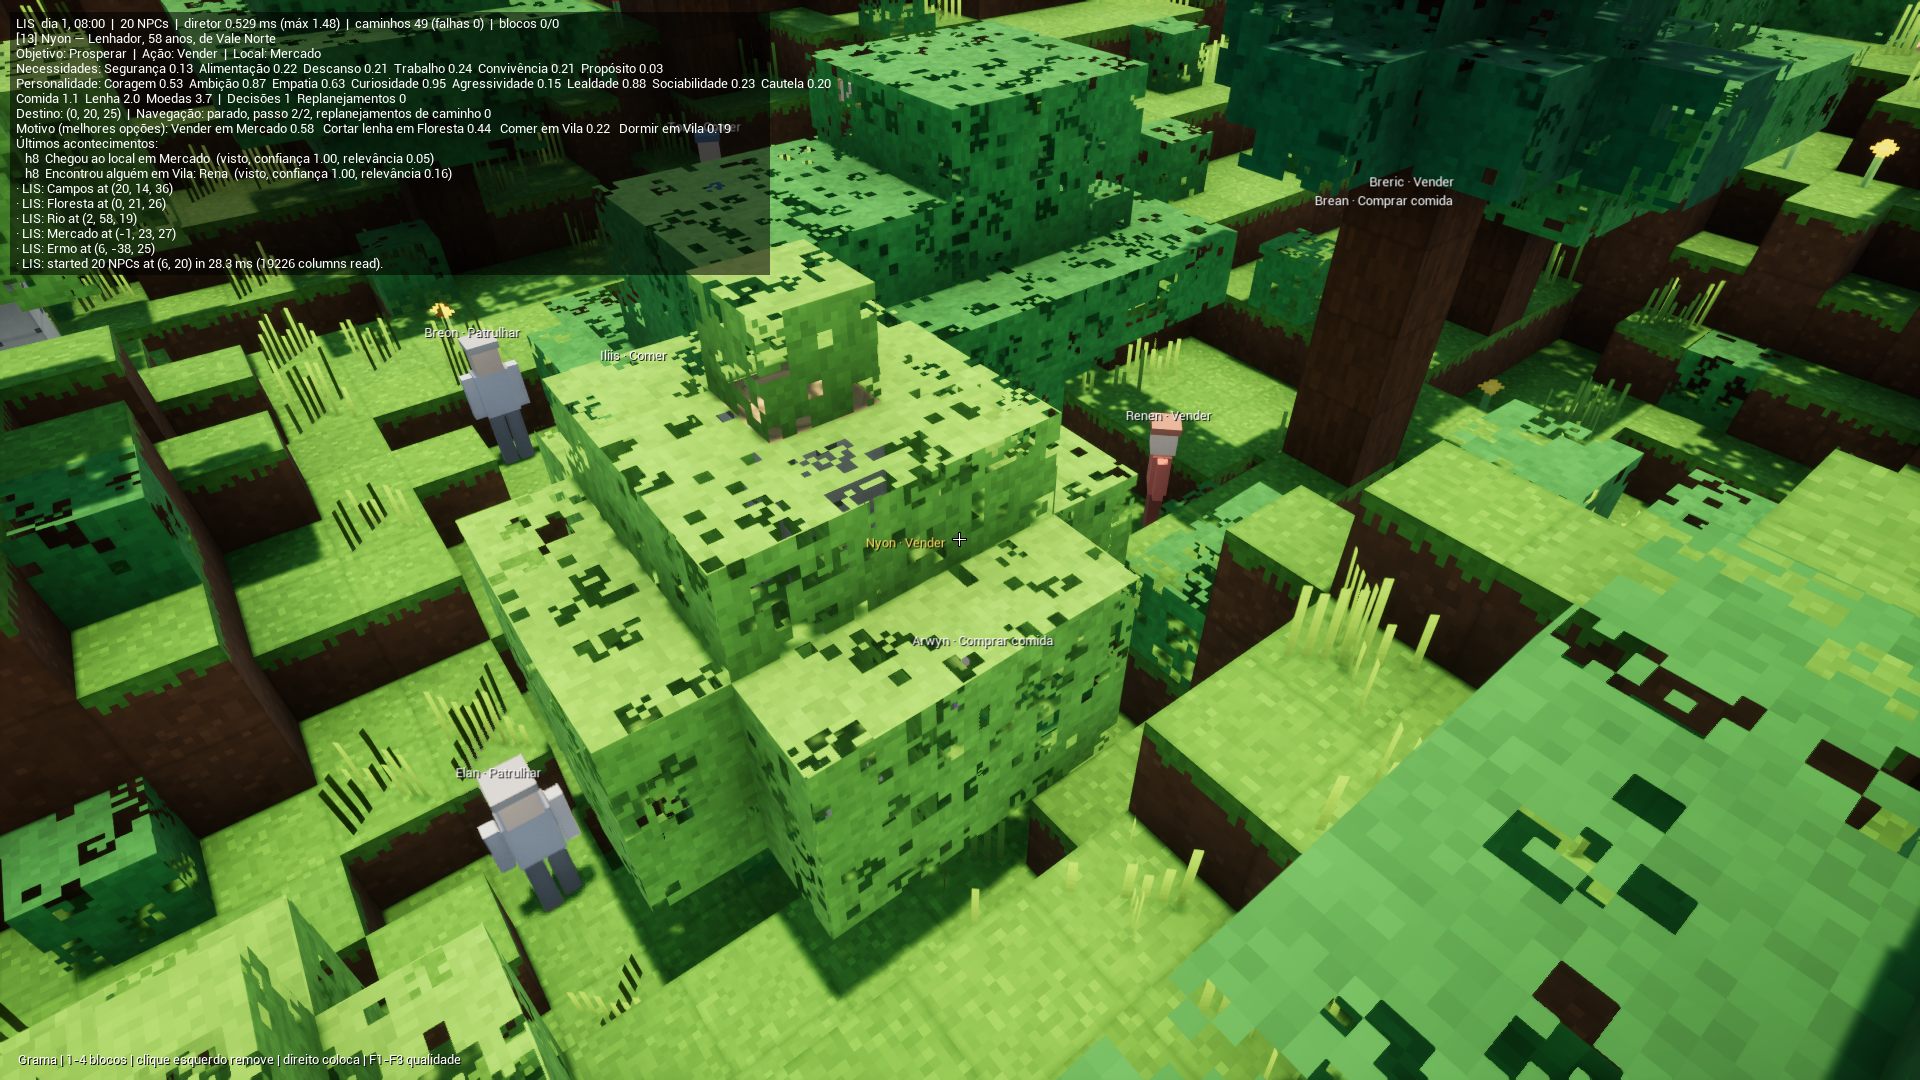 LIS dia 1, 08:00 | 20 NPCs | diretor 0.529 ms (máx 1.48) | caminhos 49 (falhas 0) | blocos 0/0
[13] Nyon — Lenhador, 58 anos, de Vale Norte
Objetivo: Prosperar | Ação: Vender | Local: Mercado
Necessidades: Segurança 0.13 Alimentação 0.22 Descanso 0.21 Trabalho 0.24 Convivência 0.21 Propósito 0.03
Personalidade: Coragem 0.53 Ambição 0.87 Empatia 0.63 Curiosidade 0.95 Agressividade 0.15 Lealdade 0.88 Sociabilidade 0.23 Cautela 0.20
Comida 1.1 Lenha 2.0 Moedas 3.7 | Decisões 1 Replanejamentos 0
Destino: (0, 20, 25) | Navegação: parado, passo 2/2, replanejamentos de caminho 0
Motivo (melhores opções): Vender em Mercado 0.58 Cortar lenha em Floresta 0.44 Comer em Vila 0.22 Dormir em Vila 0.19
Últimos acontecimentos:
h8 Chegou ao local em Mercado (visto, confiança 1.00, relevância 0.05)
h8 Encontrou alguém em Vila: Rena (visto, confiança 1.00, relevância 0.16)
· LIS: Campos at (20, 14, 36)
· LIS: Floresta at (0, 21, 26)
· LIS: Rio at (2, 58, 19)
· LIS: Mercado at (-1, 23, 27)
· LIS: Ermo at (6, -38, 25)
· LIS: started 20 NPCs at (6, 20) in 28.3 ms (19226 columns read).
Breric · Vender
Brean · Comprar comida
Breon · Patrulhar
Iliis · Comer
Renen · Vender
Nyon · Vender
Arwyn · Comprar comida
Elan · Patrulhar
Grama | 1-4 blocos | clique esquerdo remove | direito coloca | F1-F3 qualidade